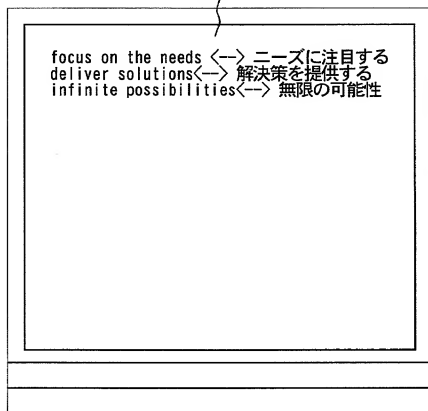 focus on the needs <--> ニーズに注目する
deliver solutions<--> 解決策を提供する
infinite possibilities<--> 無限の可能性